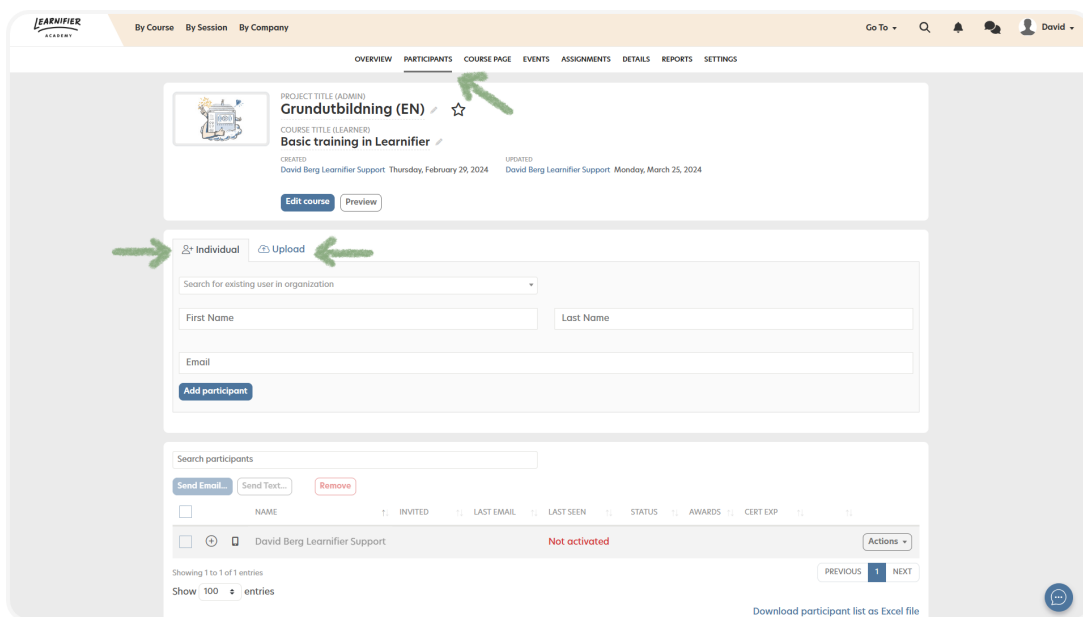 LEARNIFIER
ACADEMY
By Course By Session By Company
Go To
David
OVERVIEW PARTICIPANTS COURSE PAGE EVENTS ASSIGNMENTS DETAILS REPORTS SETTINGS
PROJECT TITLE (ADMIN)
Grundutbildning (EN)
COURSE TITLE (LEARNER)
Basic training in Learnifier
CREATED UPDATED
David Berg Learnifier Support Thursday, February 29, 2024 David Berg Learnifier Support Monday, March 25, 2024
Edit course Preview
Individual Upload
Search for existing user in organization
First Name Last Name
Email
Add participant
Search participants
Send Email... Send Text... Remove
NAME INVITED LAST EMAIL LAST SEEN STATUS AWARDS CERT EXP
David Berg Learnifier Support Not activated Actions
Showing 1 to 1 of 1 entries
PREVIOUS 1 NEXT
Show 100 entries
Download participant list as Excel file